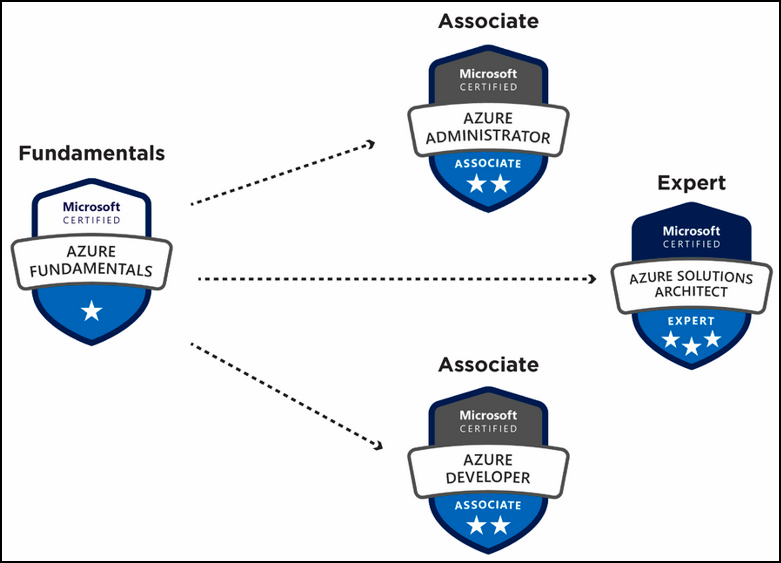 Fundamentals
Microsoft
CERTIFIED
AZURE
FUNDAMENTALS
Associate
Microsoft
CERTIFIED
AZURE
ADMINISTRATOR
ASSOCIATE
Expert
Microsoft
CERTIFIED
AZURE SOLUTIONS
ARCHITECT
EXPERT
Associate
Microsoft
CERTIFIED
AZURE
DEVELOPER
ASSOCIATE